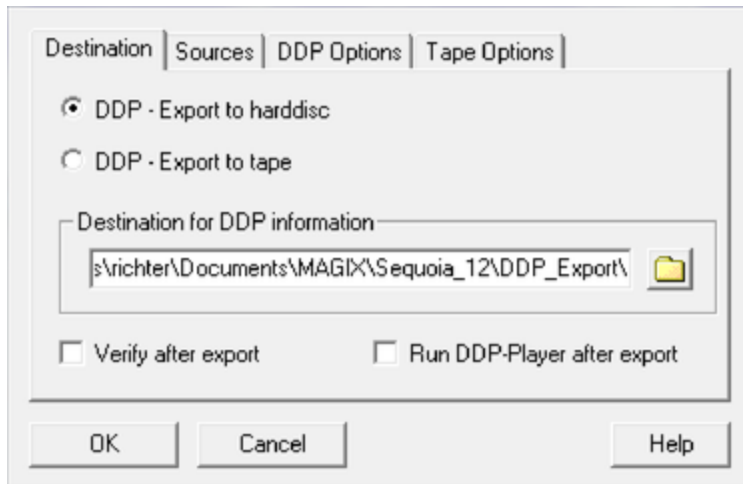 Destination Sources DDP Options Tape Options
DDP - Export to harddisc
DDP - Export to tape
Destination for DDP information
s\richter\Documents\MAGIX\Sequoia_12\DDP_Export\
Verify after export Run DDP-Player after export
OK Cancel Help